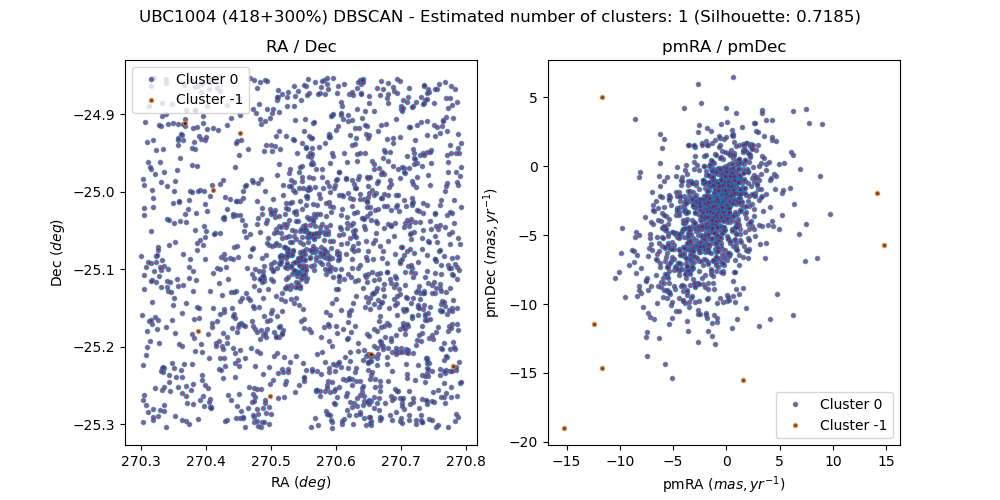 UBC1004 (418+300%) DBSCAN - Estimated number of clusters: 1 (Silhouette: 0.7185)
RA / Dec
Cluster 0
Cluster -1
−24.9
−25.0
−25.1
−25.2
−25.3
Dec (deg)
270.3 270.4 270.5 270.6 270.7 270.8
RA (deg)
pmRA / pmDec
5
0
−5
−10
−15
−20
pmDec (mas, yr⁻¹)
Cluster 0
Cluster -1
−15 −10 −5 0 5 10 15
pmRA (mas, yr⁻¹)